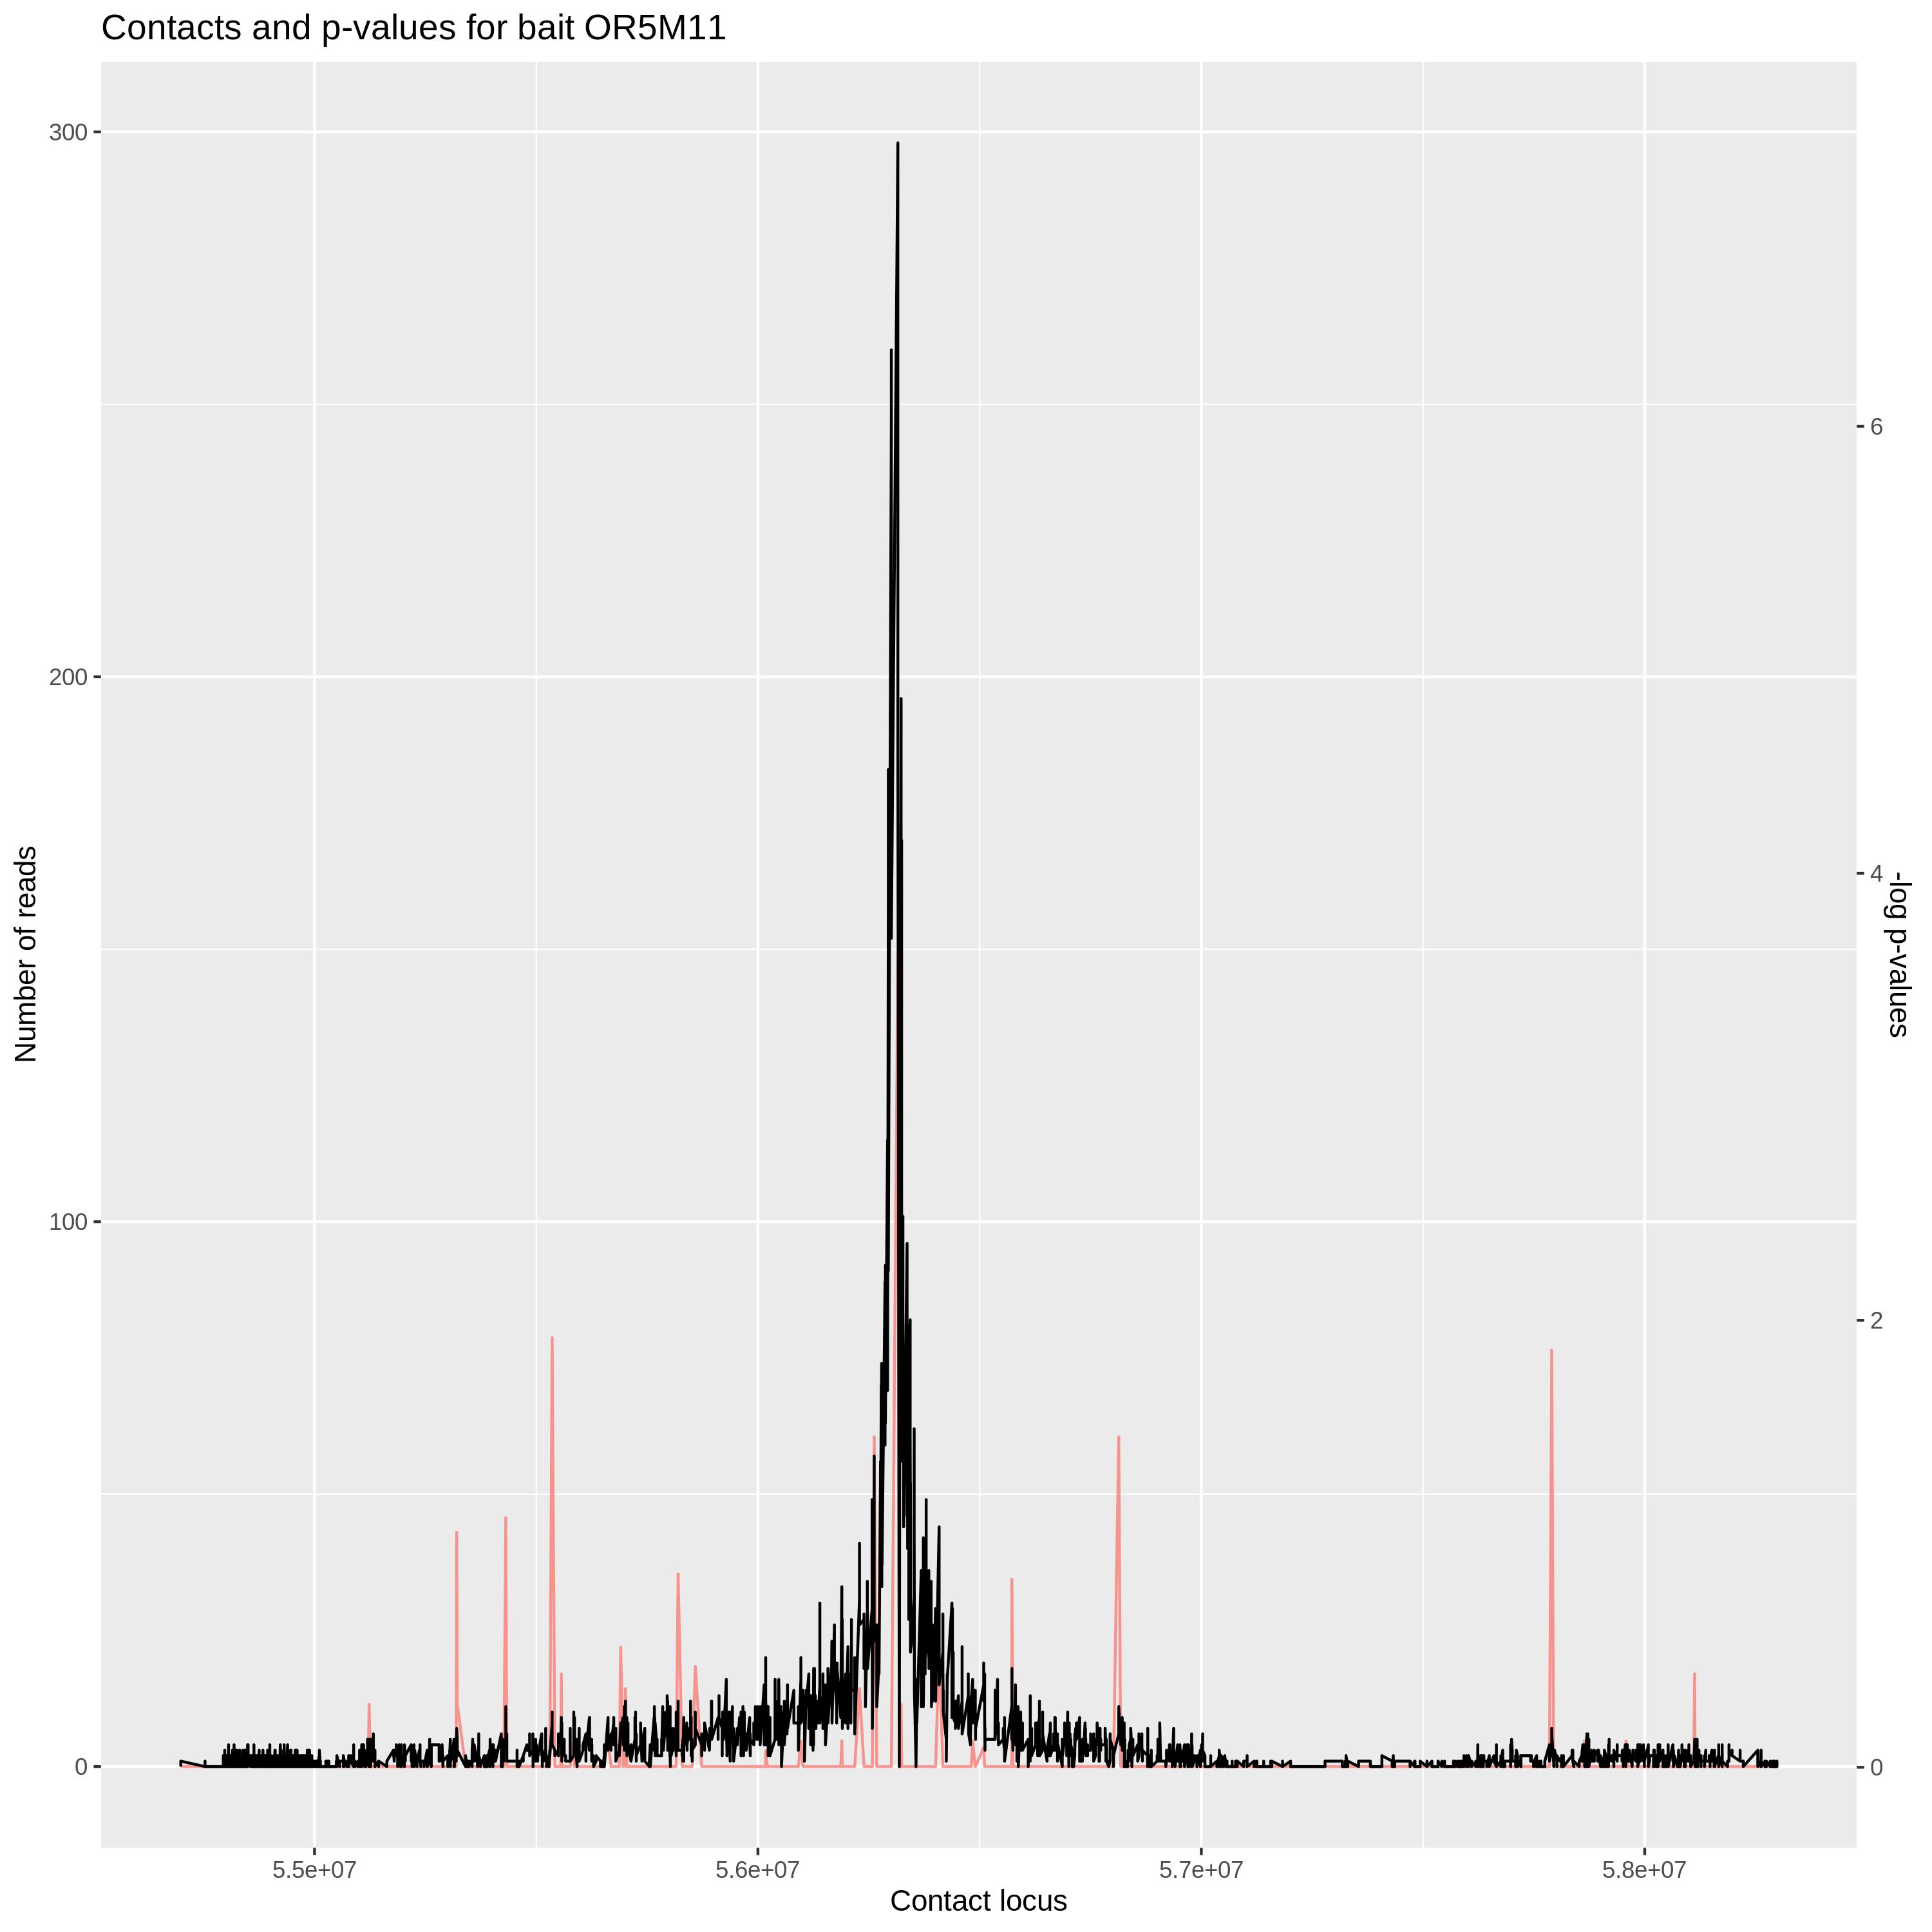 Contacts and p-values for bait OR5M11
300
200
100
0
Number of reads
6
4
2
0
-log p-values
5.5e+07
5.6e+07
5.7e+07
5.8e+07
Contact locus